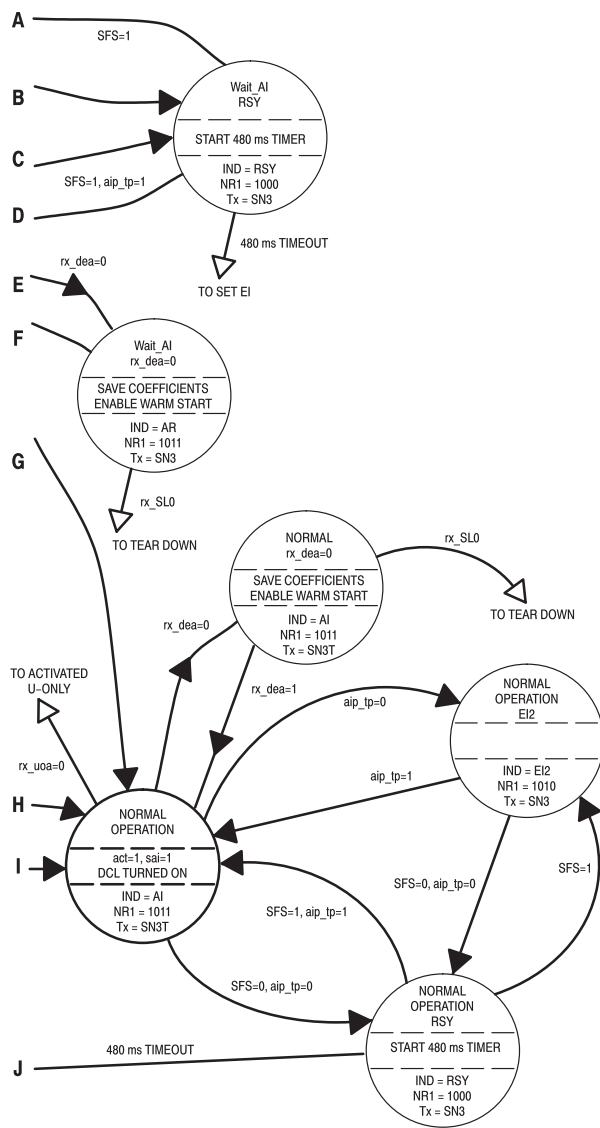 A
SFS=1
B
Wait_AI
RSY
START 480 ms TIMER
IND = RSY
NR1 = 1000
Tx = SN3
C
SFS=1, aip_tp=1
D
480 ms TIMEOUT
TO SET EI
E
rx_dea=0
F
Wait_AI
rx_dea=0
SAVE COEFFICIENTS
ENABLE WARM START
IND = AR
NR1 = 1011
Tx = SN3
G
rx_SL0
TO TEAR DOWN
NORMAL
rx_dea=0
SAVE COEFFICIENTS
ENABLE WARM START
IND = AI
NR1 = 1011
Tx = SN3T
rx_SL0
TO TEAR DOWN
rx_dea=0
rx_dea=1
TO ACTIVATED
U–ONLY
rx_uoa=0
aip_tp=0
NORMAL
OPERATION
EI2
IND = EI2
NR1 = 1010
Tx = SN3
aip_tp=1
H
NORMAL
OPERATION
I
act=1, sai=1
DCL TURNED ON
IND = AI
NR1 = 1011
Tx = SN3T
SFS=0, aip_tp=0
SFS=1
SFS=1, aip_tp=1
SFS=0, aip_tp=0
NORMAL
OPERATION
RSY
START 480 ms TIMER
IND = RSY
NR1 = 1000
Tx = SN3
480 ms TIMEOUT
J